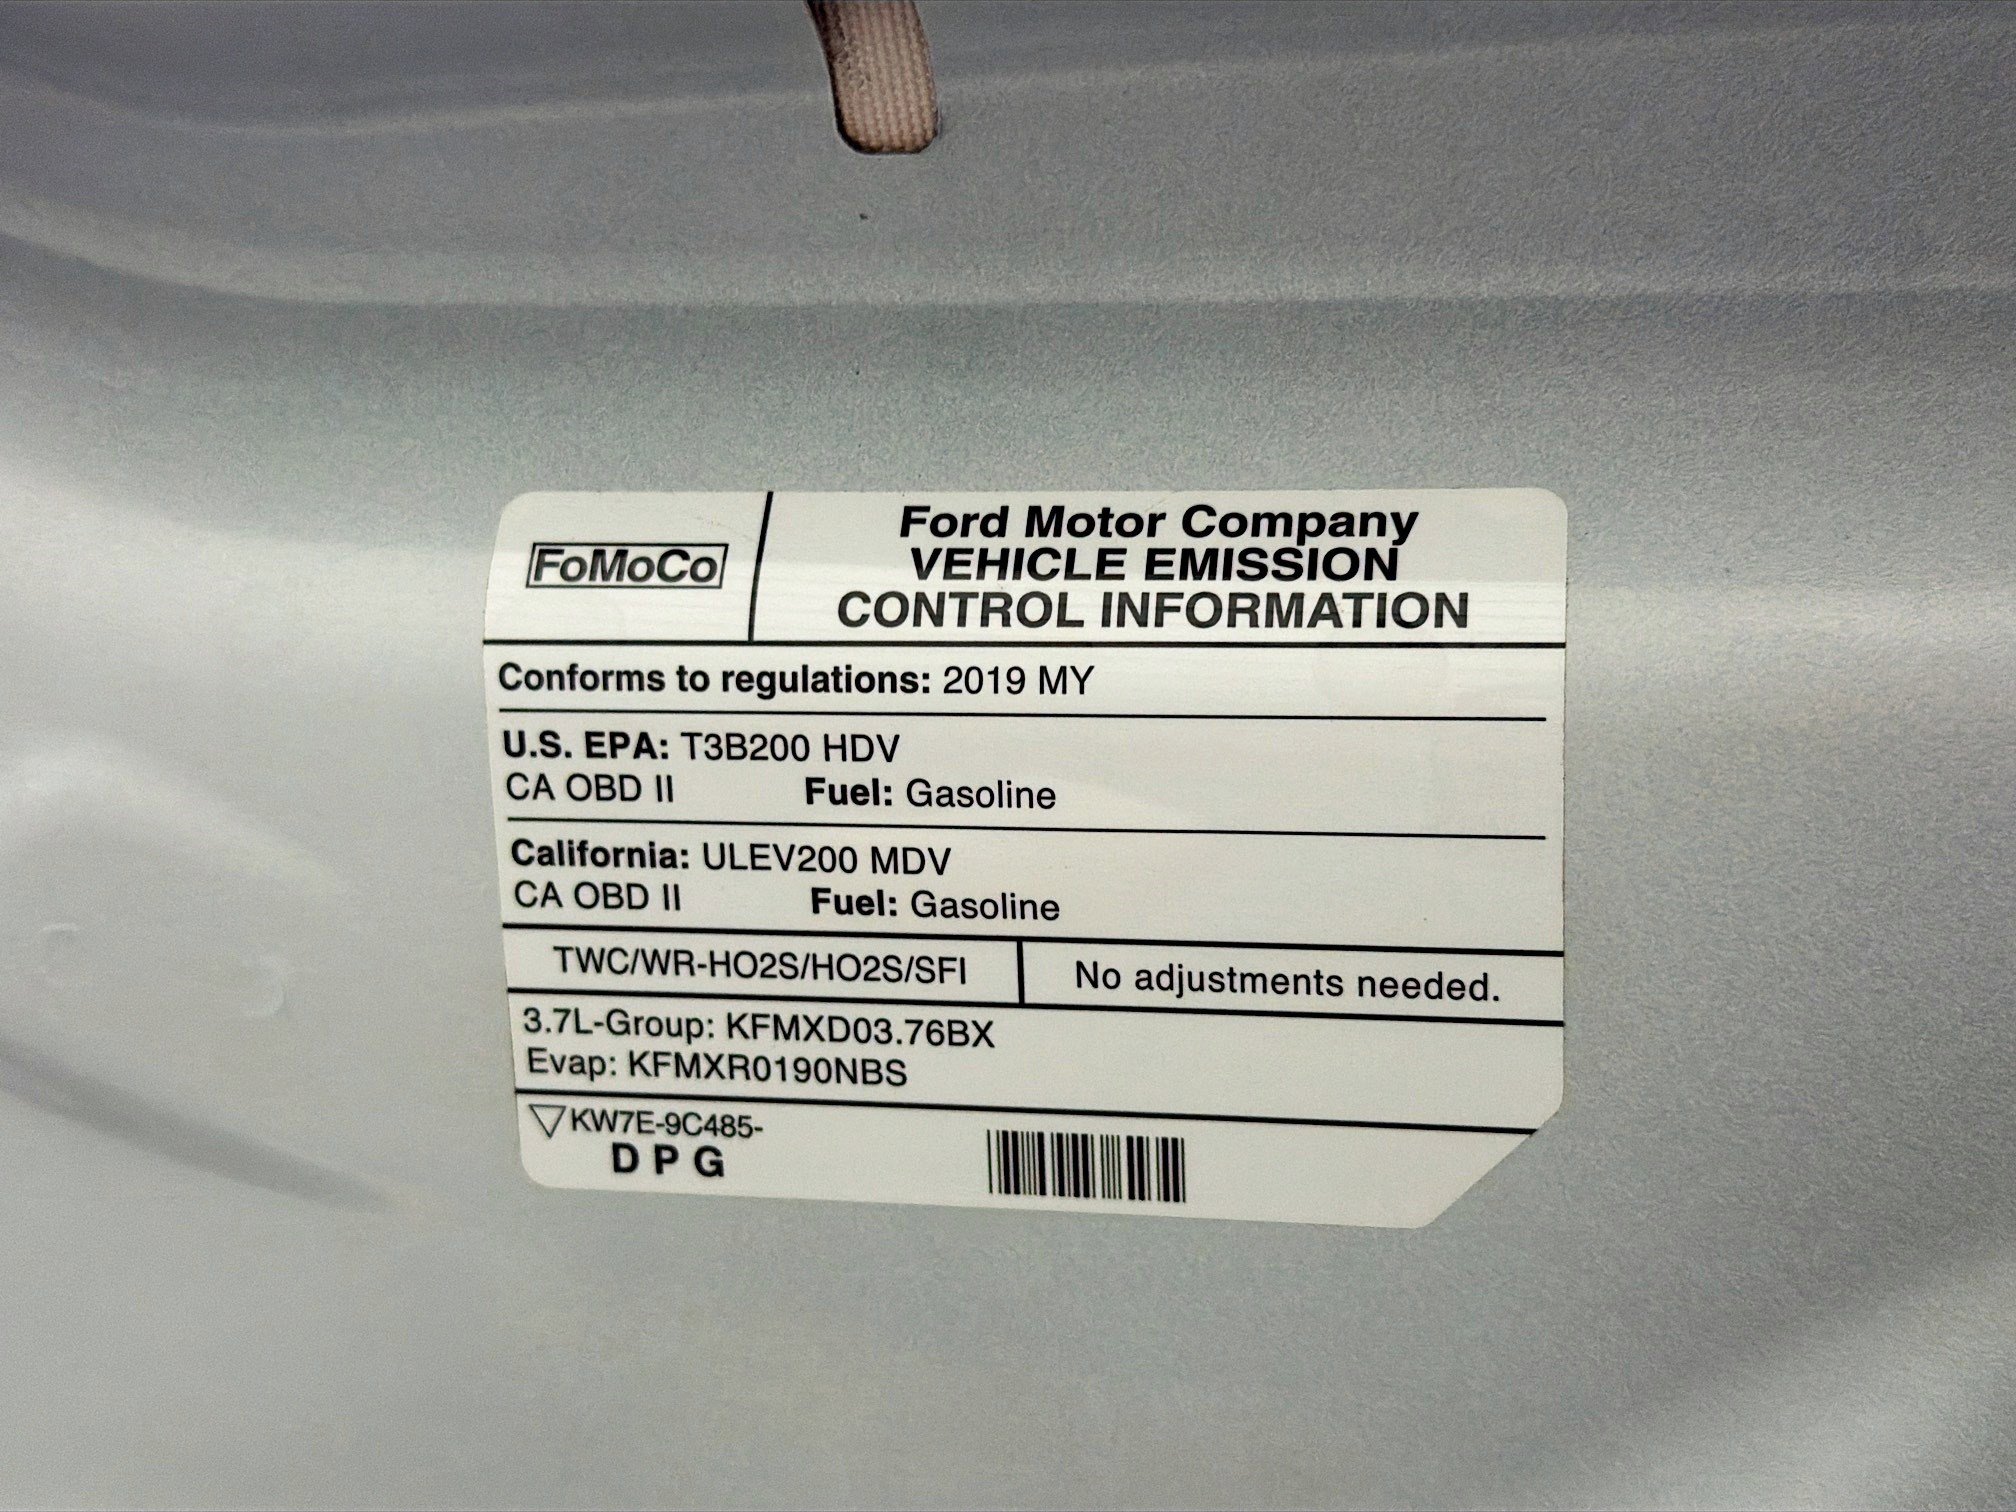 FoMoCo
Ford Motor Company
VEHICLE EMISSION
CONTROL INFORMATION
Conforms to regulations: 2019 MY
U.S. EPA: T3B200 HDV
CA OBD II Fuel: Gasoline
California: ULEV200 MDV
CA OBD II Fuel: Gasoline
TWC/WR-HO2S/HO2S/SFI
No adjustments needed.
3.7L-Group: KFMXD03.76BX
Evap: KFMXR0190NBS
KW7E-9C485-
D P G